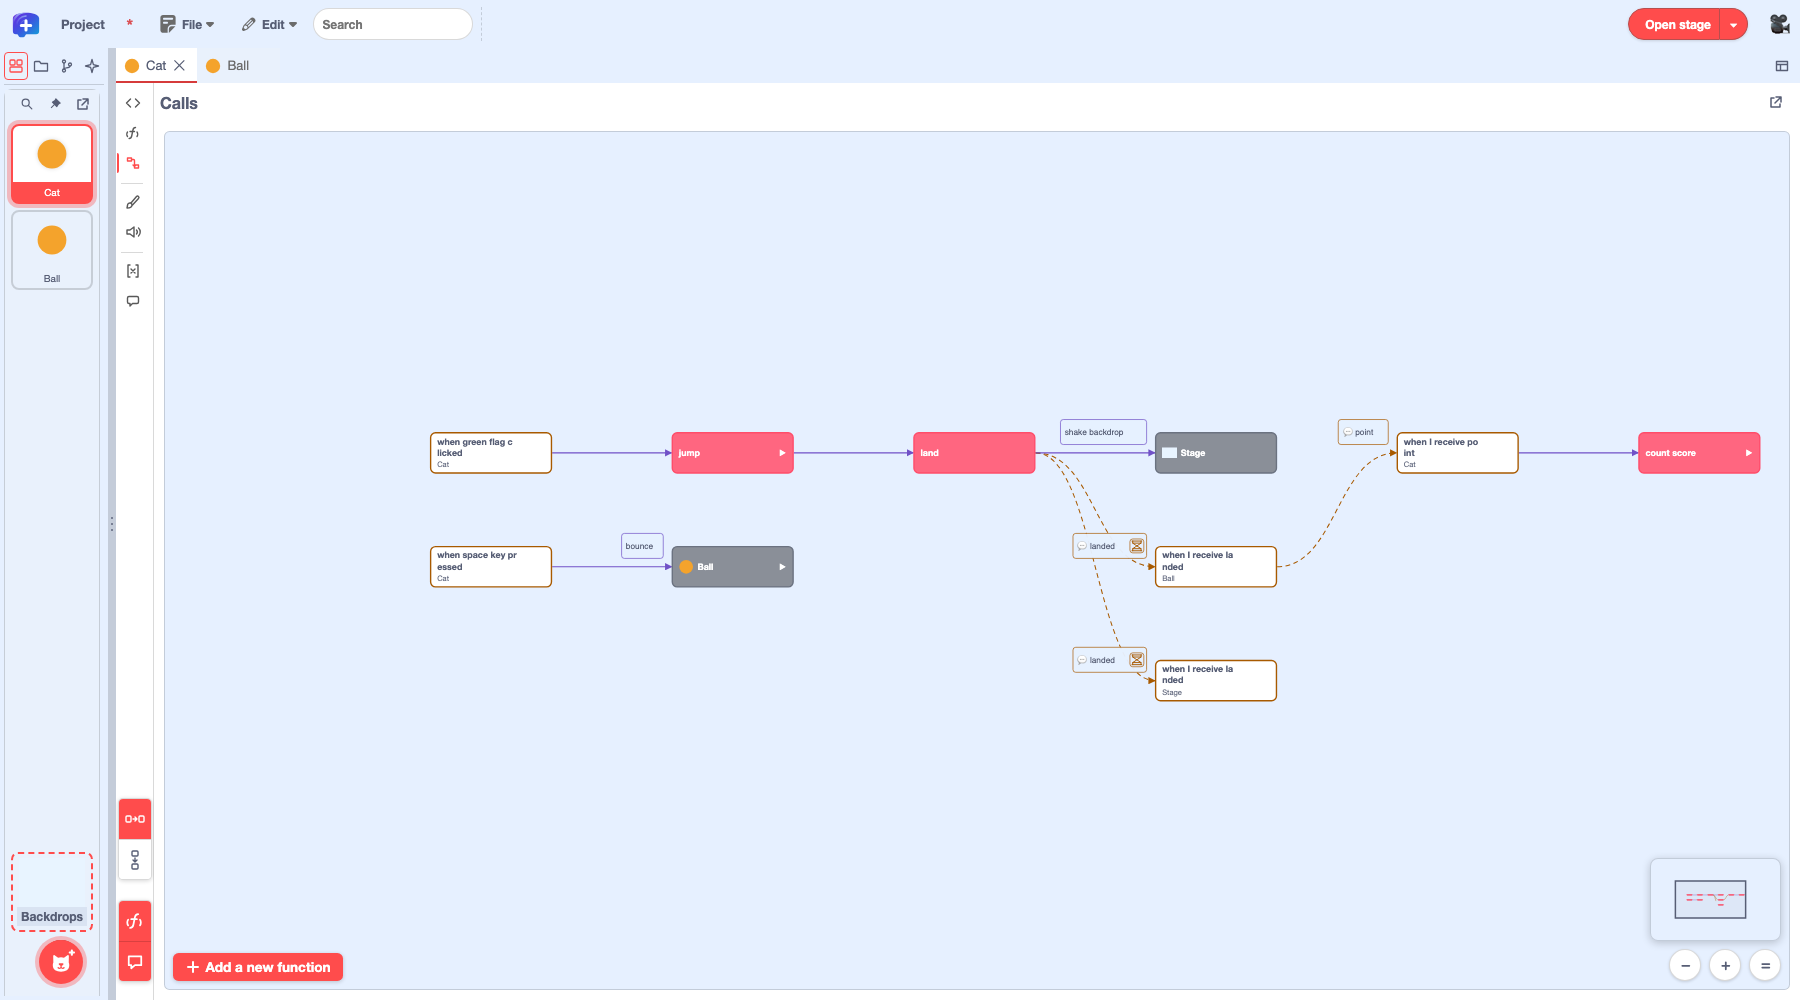 Project * File Edit Search Open stage
Cat Ball
Calls
Cat
Ball
when green flag c
licked
Cat
jump
land
shake backdrop
Stage
point
when I receive po
int
Cat
count score
when space key pr
essed
Cat
bounce
Ball
landed
when I receive la
nded
Ball
landed
when I receive la
nded
Stage
Backdrops
Add a new function